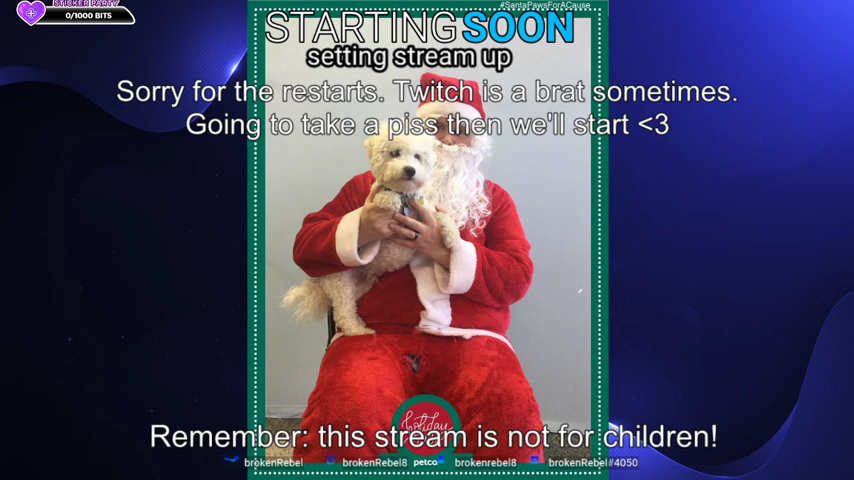 STICKER PARTY
0/1000 BITS
#SantaPawsForACause
STARTING SOON
setting stream up
Sorry for the restarts. Twitch is a brat sometimes.
Going to take a piss then we'll start <3
holiday
Remember: this stream is not for children!
brokenRebel brokenRebel8 petco brokenrebel8 brokenRebel#4050